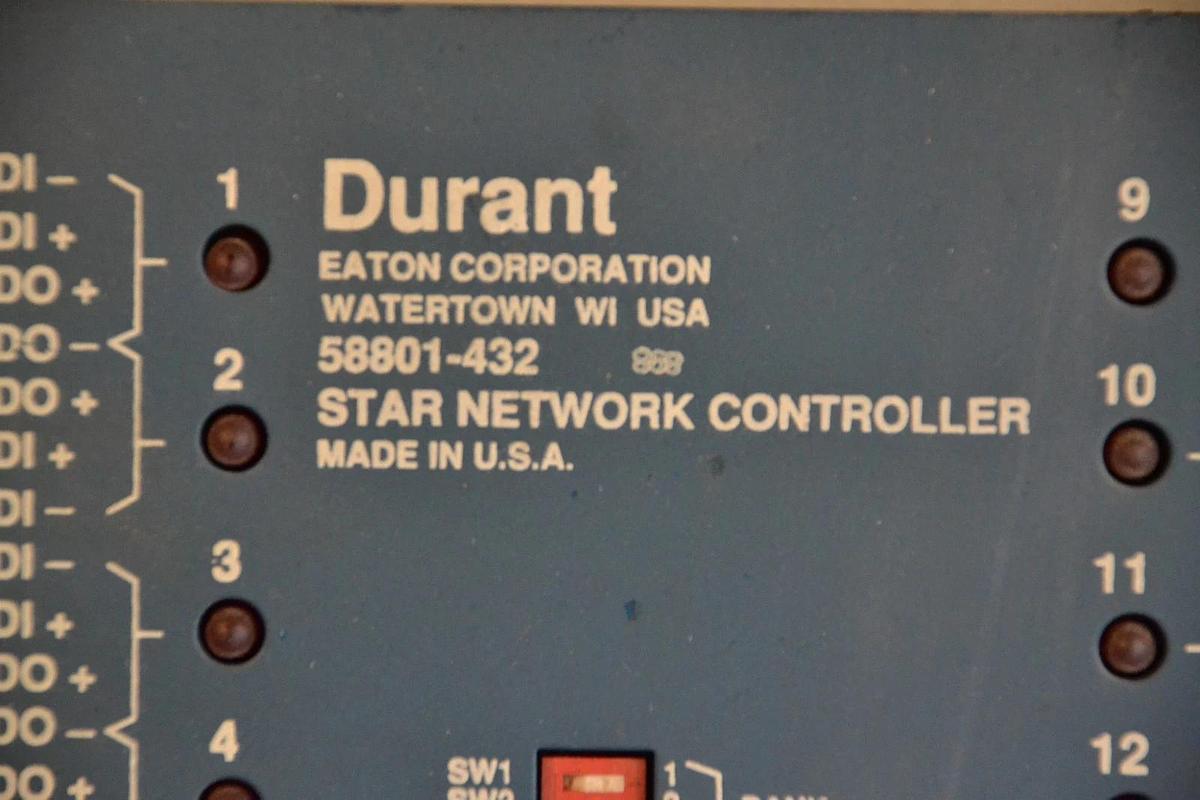 DI -
DI +
DO +
DO -
DO +
DI +
DI -
DI -
DI +
DO +
DO -
DO +
1
2
3
4
Durant
EATON CORPORATION
WATERTOWN WI USA
58801-432
STAR NETWORK CONTROLLER
MADE IN U.S.A.
SW1 1
SW2
9
10
11
12